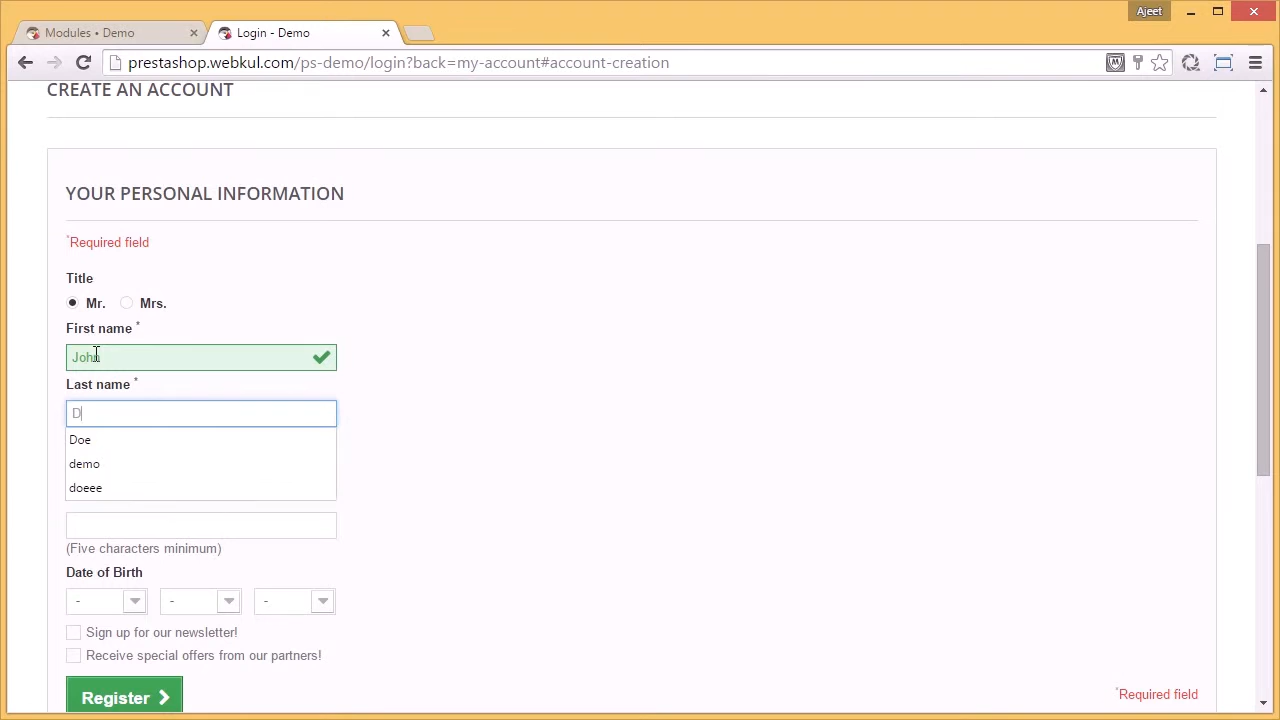 Ajeet
Modules • Demo
Login - Demo
prestashop.webkul.com/ps-demo/login?back=my-account#account-creation
CREATE AN ACCOUNT
YOUR PERSONAL INFORMATION
*Required field
Title
Mr. Mrs.
First name *
John
Last name *
D
Doe
demo
doeee
(Five characters minimum)
Date of Birth
- - -
Sign up for our newsletter!
Receive special offers from our partners!
Register
*Required field